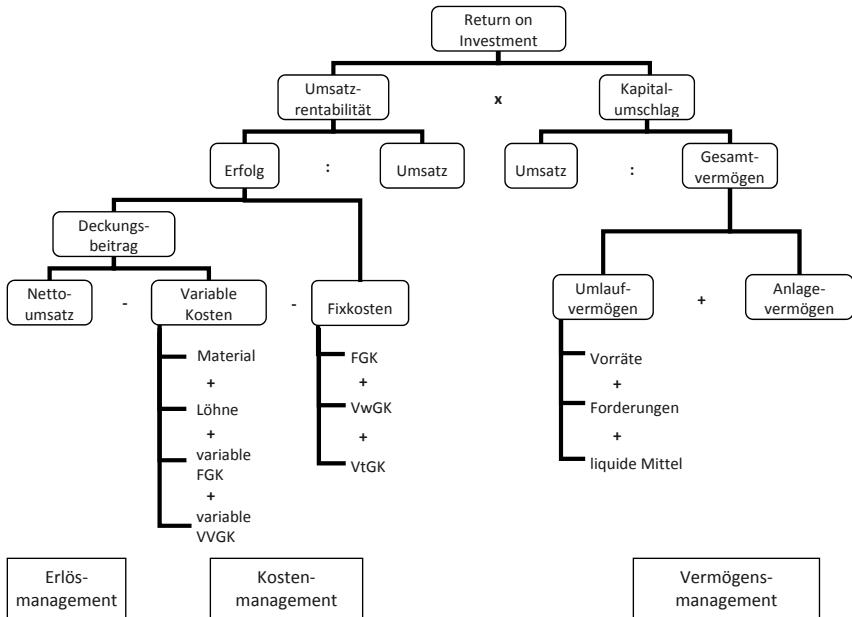 Return on
Investment
Umsatz-
rentabilität
x
Kapital-
umschlag
Erfolg
:
Umsatz
Umsatz
:
Gesamt-
vermögen
Deckungs-
beitrag
Netto-
umsatz
-
Variable
Kosten
-
Fixkosten
Umlauf-
vermögen
+
Anlage-
vermögen
Material
+
Löhne
+
variable
FGK
+
variable
VVGK
FGK
+
VwGK
+
VtGK
Vorräte
+
Forderungen
+
liquide Mittel
Erlös-
management
Kosten-
management
Vermögens-
management